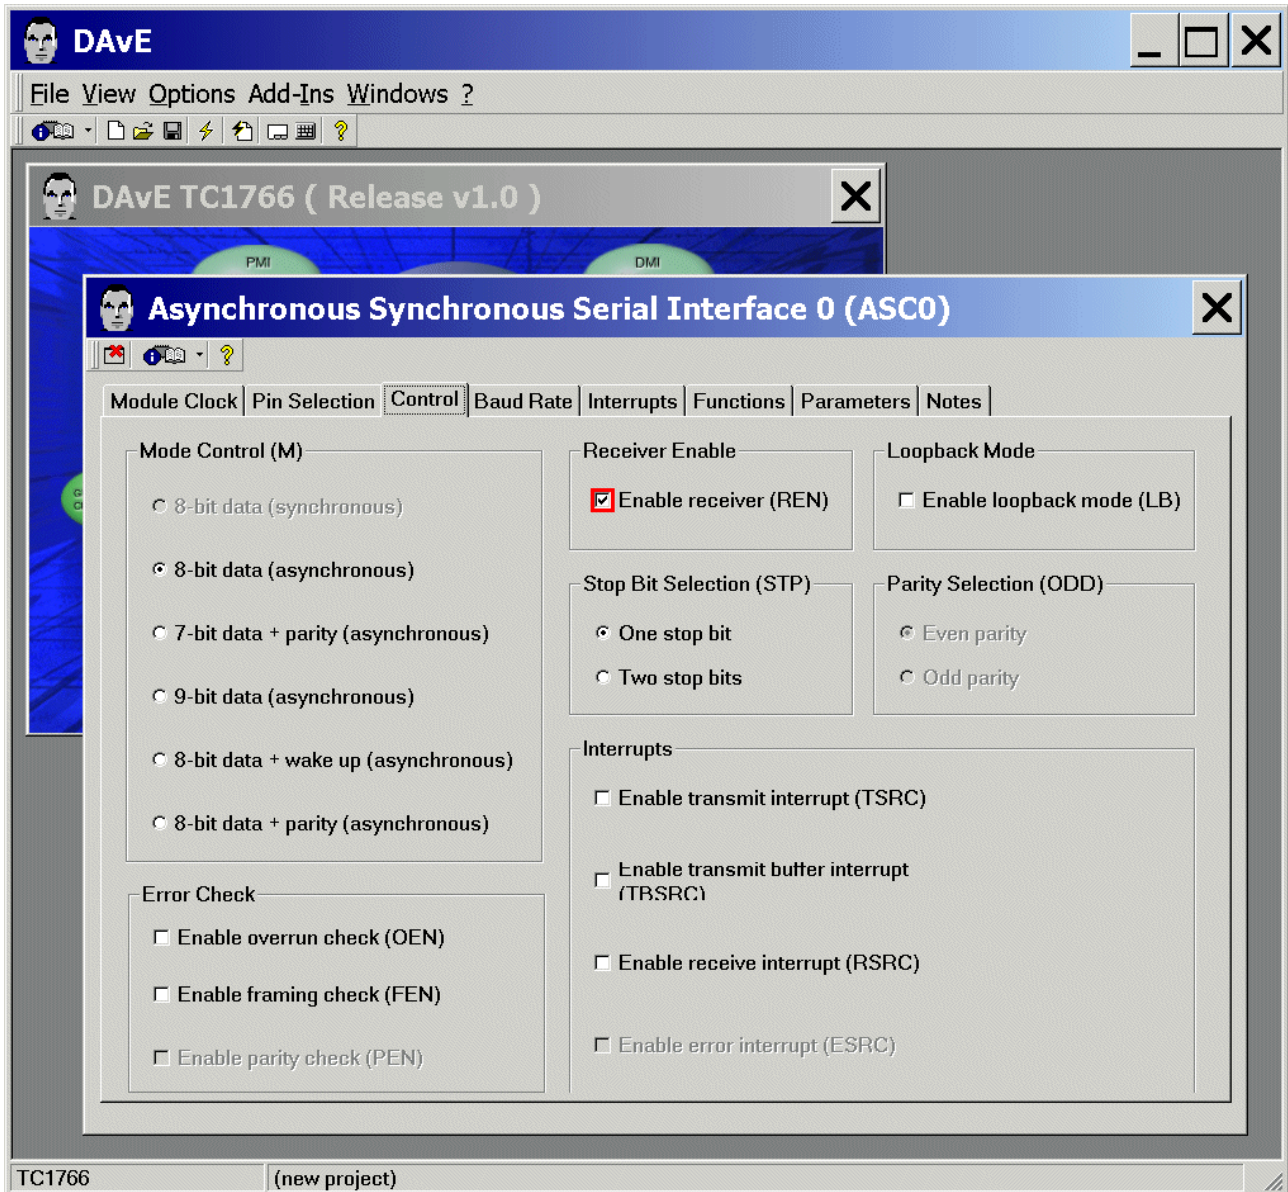 DAvE
File View Options Add-Ins Windows ?
DAvE TC1766 ( Release v1.0 )
PMI
DMI
Asynchronous Synchronous Serial Interface 0 (ASC0)
Module Clock Pin Selection Control Baud Rate Interrupts Functions Parameters Notes
Mode Control (M)
8-bit data (synchronous)
8-bit data (asynchronous)
7-bit data + parity (asynchronous)
9-bit data (asynchronous)
8-bit data + wake up (asynchronous)
8-bit data + parity (asynchronous)
Error Check
Enable overrun check (OEN)
Enable framing check (FEN)
Enable parity check (PEN)
Receiver Enable
Enable receiver (REN)
Loopback Mode
Enable loopback mode (LB)
Stop Bit Selection (STP)
One stop bit
Two stop bits
Parity Selection (ODD)
Even parity
Odd parity
Interrupts
Enable transmit interrupt (TSRC)
Enable transmit buffer interrupt
(TBSRC)
Enable receive interrupt (RSRC)
Enable error interrupt (ESRC)
TC1766
(new project)